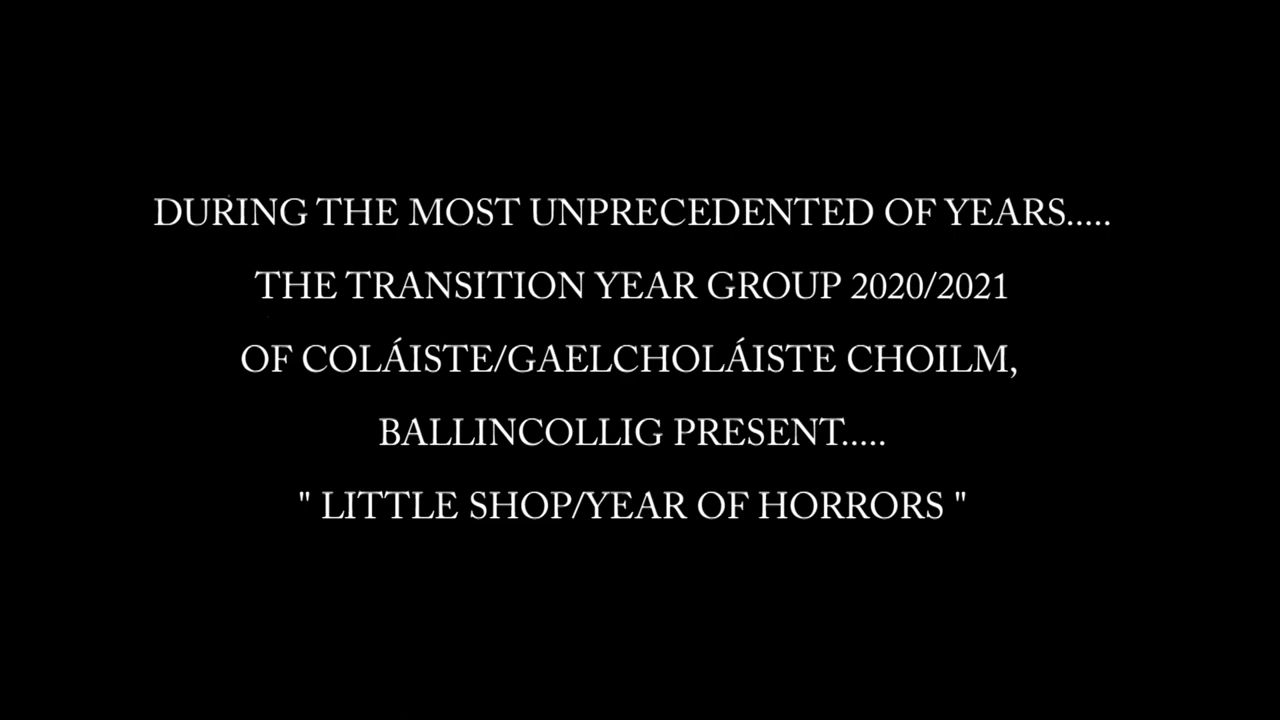 DURING THE MOST UNPRECEDENTED OF YEARS.....
THE TRANSITION YEAR GROUP 2020/2021
OF COLÁISTE/GAELCHOLÁISTE CHOILM,
BALLINCOLLIG PRESENT.....
" LITTLE SHOP/YEAR OF HORRORS "